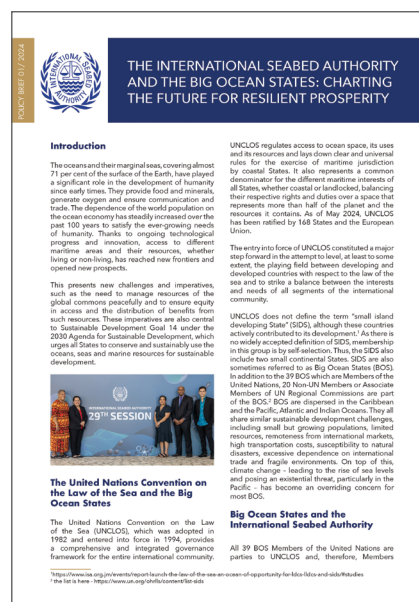 POLICY BRIEF 01/ 2024
INTERNATIONAL SEABED AUTHORITY
THE INTERNATIONAL SEABED AUTHORITY
AND THE BIG OCEAN STATES: CHARTING
THE FUTURE FOR RESILIENT PROSPERITY
Introduction
The oceans and their marginal seas, covering almost
71 per cent of the surface of the Earth, have played
a significant role in the development of humanity
since early times. They provide food and minerals,
generate oxygen and ensure communication and
trade. The dependence of the world population on
the ocean economy has steadily increased over the
past 100 years to satisfy the ever-growing needs
of humanity. Thanks to ongoing technological
progress and innovation, access to different
maritime areas and their resources, whether
living or non-living, has reached new frontiers and
opened new prospects.
This presents new challenges and imperatives,
such as the need to manage resources of the
global commons peacefully and to ensure equity
in access and the distribution of benefits from
such resources. These imperatives are also central
to Sustainable Development Goal 14 under the
2030 Agenda for Sustainable Development, which
urges all States to conserve and sustainably use the
oceans, seas and marine resources for sustainable
development.
INTERNATIONAL SEABED AUTHORITY
29TH SESSION
The United Nations Convention on
the Law of the Sea and the Big
Ocean States
The United Nations Convention on the Law
of the Sea (UNCLOS), which was adopted in
1982 and entered into force in 1994, provides
a comprehensive and integrated governance
framework for the entire international community.
UNCLOS regulates access to ocean space, its uses
and its resources and lays down clear and universal
rules for the exercise of maritime jurisdiction
by coastal States. It also represents a common
denominator for the different maritime interests of
all States, whether coastal or landlocked, balancing
their respective rights and duties over a space that
represents more than half of the planet and the
resources it contains. As of May 2024, UNCLOS
has been ratified by 168 States and the European
Union.
The entry into force of UNCLOS constituted a major
step forward in the attempt to level, at least to some
extent, the playing field between developing and
developed countries with respect to the law of the
sea and to strike a balance between the interests
and needs of all segments of the international
community.
UNCLOS does not define the term "small island
developing State" (SIDS), although these countries
actively contributed to its development.¹ As there is
no widely accepted definition of SIDS, membership
in this group is by self-selection. Thus, the SIDS also
include two small continental States. SIDS are also
sometimes referred to as Big Ocean States (BOS).
In addition to the 39 BOS which are Members of the
United Nations, 20 Non-UN Members or Associate
Members of UN Regional Commissions are part
of the BOS.² BOS are dispersed in the Caribbean
and the Pacific, Atlantic and Indian Oceans. They all
share similar sustainable development challenges,
including small but growing populations, limited
resources, remoteness from international markets,
high transportation costs, susceptibility to natural
disasters, excessive dependence on international
trade and fragile environments. On top of this,
climate change – leading to the rise of sea levels
and posing an existential threat, particularly in the
Pacific – has become an overriding concern for
most BOS.
Big Ocean States and the
International Seabed Authority
All 39 BOS Members of the United Nations are
parties to UNCLOS and, therefore, Members
¹https://www.isa.org.jm/events/report-launch-the-law-of-the-sea-an-ocean-of-opportunity-for-ldcs-lldcs-and-sids/#studies
² the list is here - https://www.un.org/ohrlls/content/list-sids